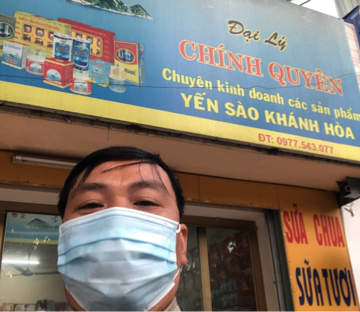 Đại Lý
CHÍNH QUYÊN
Chuyên kinh doanh các sản phẩm
YẾN SÀO KHÁNH HÒA
ĐT: 0977.543.077
SỮA CHUA
SỮA TƯƠI